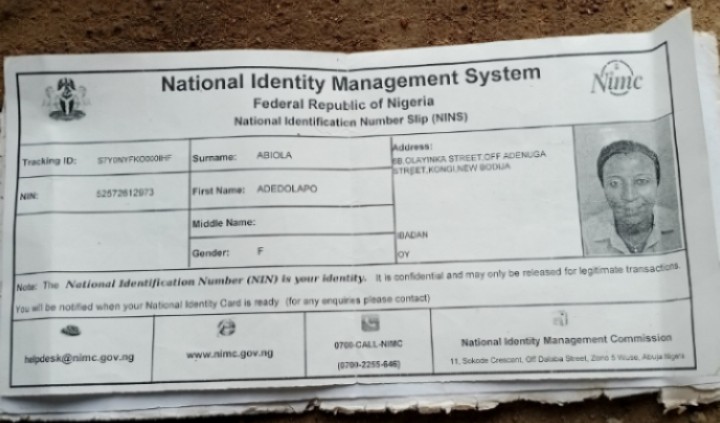 National Identity Management System
Federal Republic of Nigeria
National Identification Number Slip (NINS)
Nimc
Tracking ID:
Surname: ABIOLA
Address:
6B,OLAYINKA STREET,OFF ADENUGA
STREET,KONGI,NEW BODIJA
NIN:
First Name: ADEDOLAPO
Middle Name:
IBADAN
Gender: F
OY
Note: The National Identification Number (NIN) is your identity. It is confidential and may only be released for legitimate transactions.
You will be notified when your National Identity Card is ready (for any enquires please contact)
helpdesk@nimc.gov.ng
www.nimc.gov.ng
0700-CALL-NIMC
(0700-2255-646)
National Identity Management Commission
11, Sokode Crescent, Off Dalaba Street, Zone 5 Wuse, Abuja Nigeria